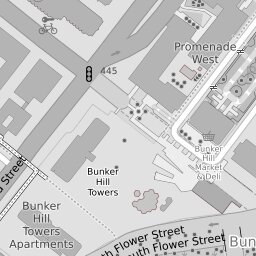 445
Promenade
West
Bunker
Hill
Market
& Deli
Bunker
Hill
Towers
Street
Bunker
Hill
Towers
Apartments
South Flower Street
South Flower Street
Bun